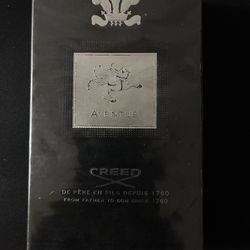 AVENTUS
CREED
DE PÈRE EN FILS DEPUIS 1760
FROM FATHER TO SON SINCE 1760